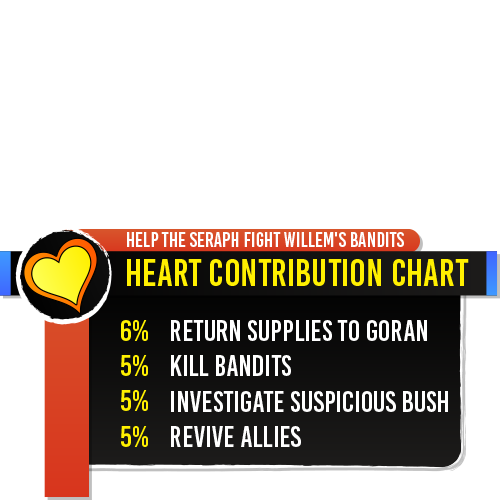 HELP THE SERAPH FIGHT WILLEM'S BANDITS
HEART CONTRIBUTION CHART
6% RETURN SUPPLIES TO GORAN
5% KILL BANDITS
5% INVESTIGATE SUSPICIOUS BUSH
5% REVIVE ALLIES